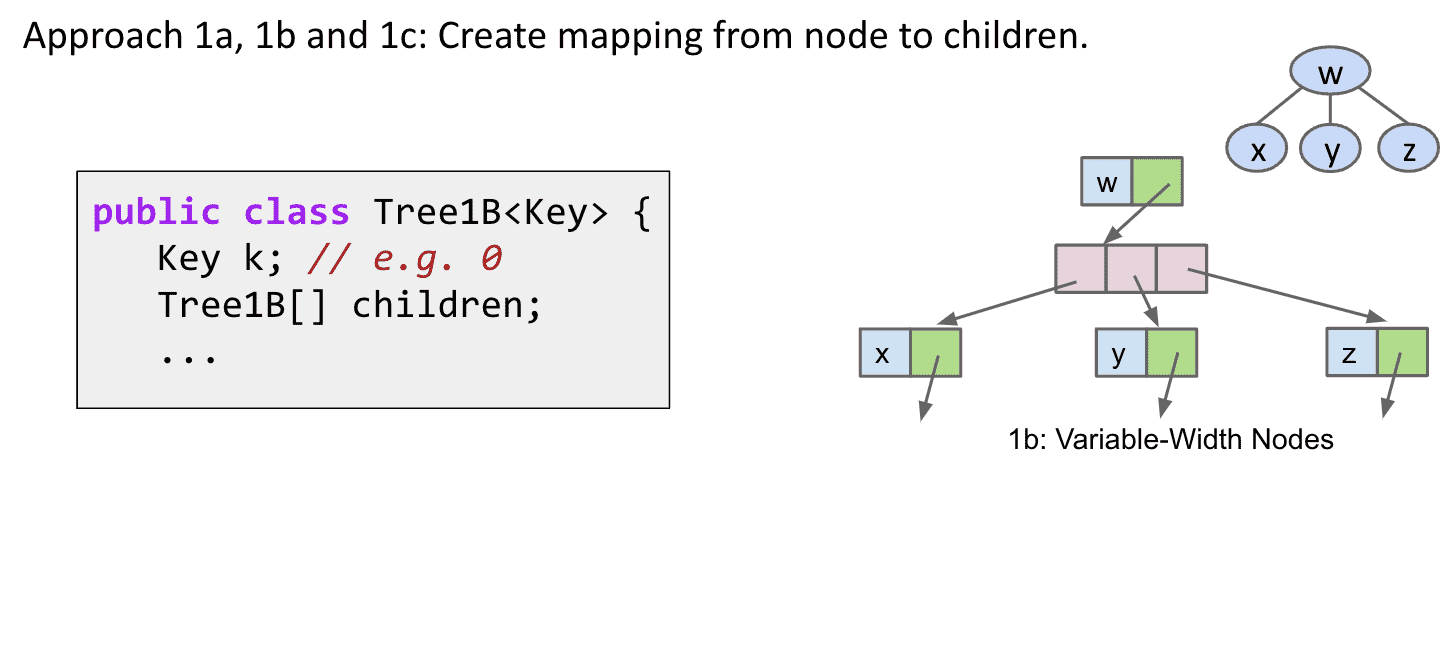 Approach 1a, 1b and 1c: Create mapping from node to children.
w
x y z
public class Tree1B<Key> {
Key k; // e.g. 0
Tree1B[] children;
...
w
x y z
1b: Variable-Width Nodes